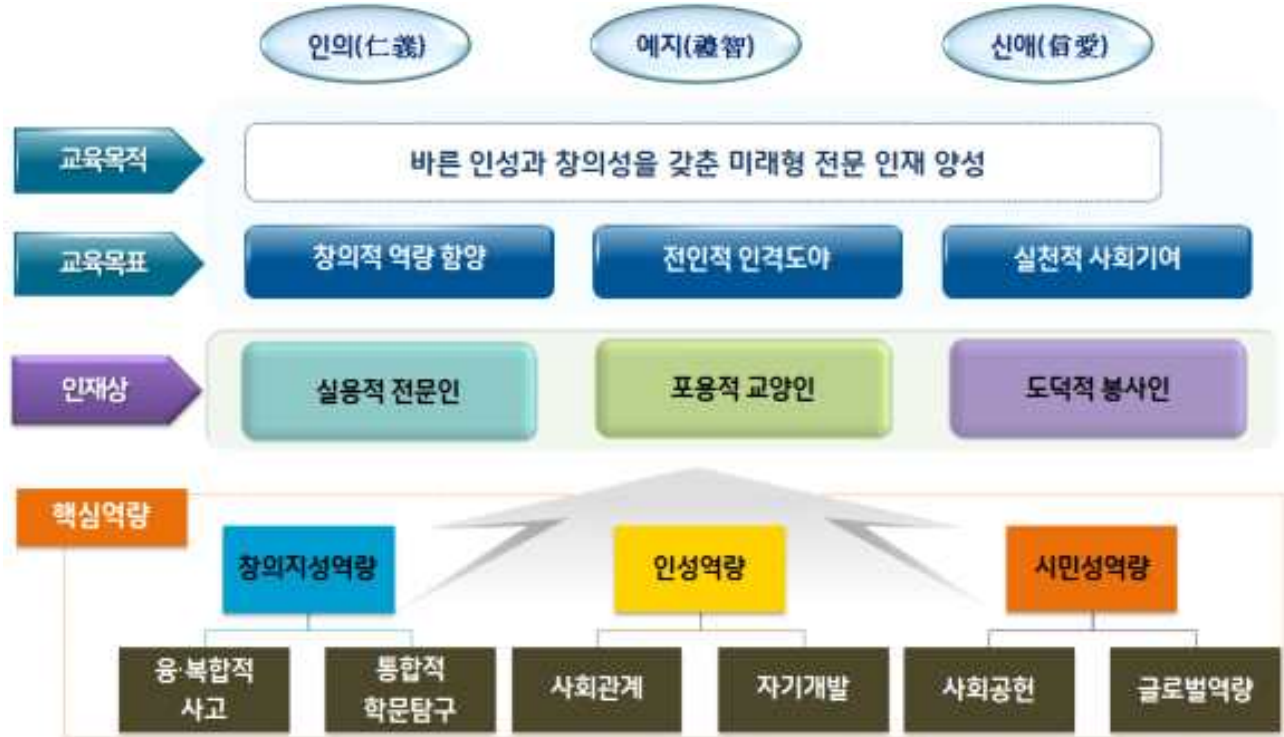 인의(仁義)
예지(禮智)
신애(信愛)
교육목적
바른 인성과 창의성을 갖춘 미래형 전문 인재 양성
교육목표
창의적 역량 함양
전인적 인격도야
실천적 사회기여
인재상
실용적 전문인
포용적 교양인
도덕적 봉사인
핵심역량
창의지성역량
인성역량
시민성역량
융·복합적
사고
통합적
학문탐구
사회관계
자기개발
사회공헌
글로벌역량